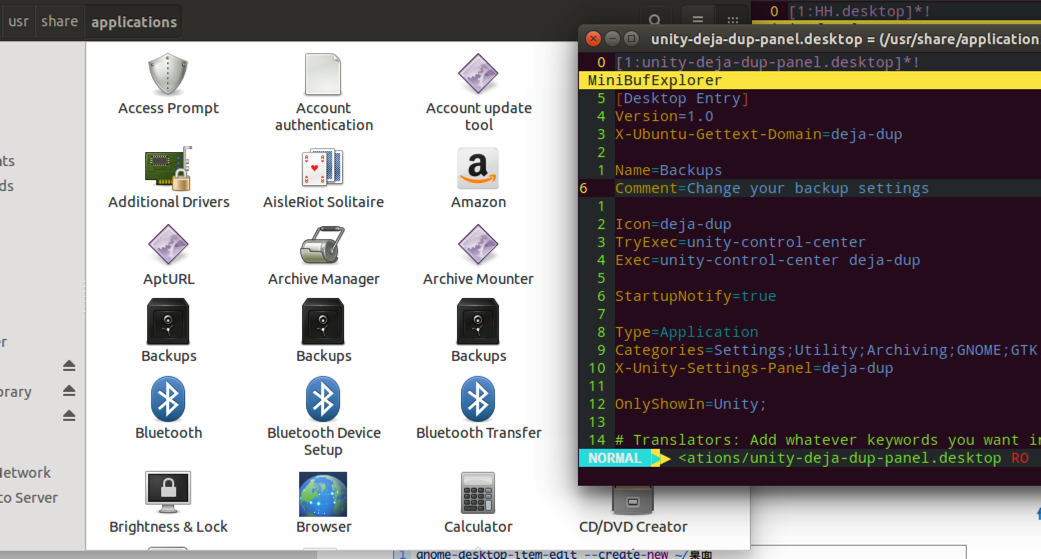 usr share applications
Access Prompt
Account authentication
Account update tool
Additional Drivers
AisleRiot Solitaire
Amazon
AptURL
Archive Manager
Archive Mounter
Backups
Backups
Backups
Bluetooth
Bluetooth Device Setup
Bluetooth Transfer
Brightness & Lock
Browser
Calculator
CD/DVD Creator
Network
to Server
0 [1:HH.desktop]*!
unity-deja-dup-panel.desktop = (/usr/share/application
0 [1:unity-deja-dup-panel.desktop]*!
MiniBufExplorer
5 [Desktop Entry]
4 Version=1.0
3 X-Ubuntu-Gettext-Domain=deja-dup
2
1 Name=Backups
6 Comment=Change your backup settings
1
2 Icon=deja-dup
3 TryExec=unity-control-center
4 Exec=unity-control-center deja-dup
5
6 StartupNotify=true
7
8 Type=Application
9 Categories=Settings;Utility;Archiving;GNOME;GTK
10 X-Unity-Settings-Panel=deja-dup
11
12 OnlyShowIn=Unity;
13
14 # Translators: Add whatever keywords you want in
NORMAL <ations/unity-deja-dup-panel.desktop RO
1 gnome-desktop-item-edit --create-new ~/桌面